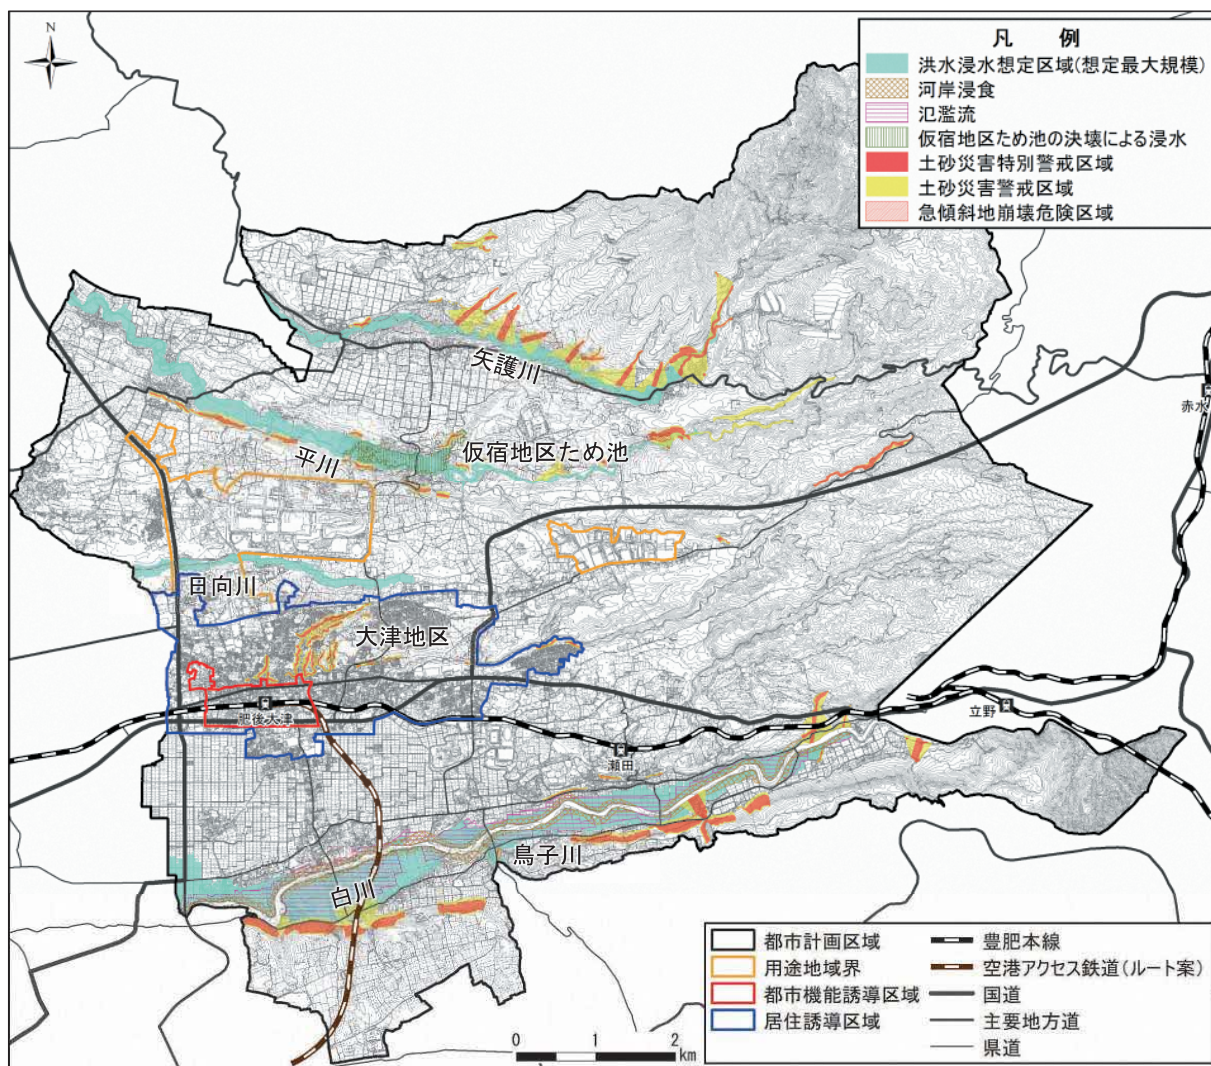 N
凡 例
洪水浸水想定区域(想定最大規模)
河岸浸食
氾濫流
仮宿地区ため池の決壊による浸水
土砂災害特別警戒区域
土砂災害警戒区域
急傾斜地崩壊危険区域
矢護川
赤水
仮宿地区ため池
平川
日向川
大津地区
肥後大津
立野
瀬田
鳥子川
白川
都市計画区域
用途地域界
都市機能誘導区域
居住誘導区域
豊肥本線
空港アクセス鉄道(ルート案)
国道
主要地方道
県道
0 1 2
km